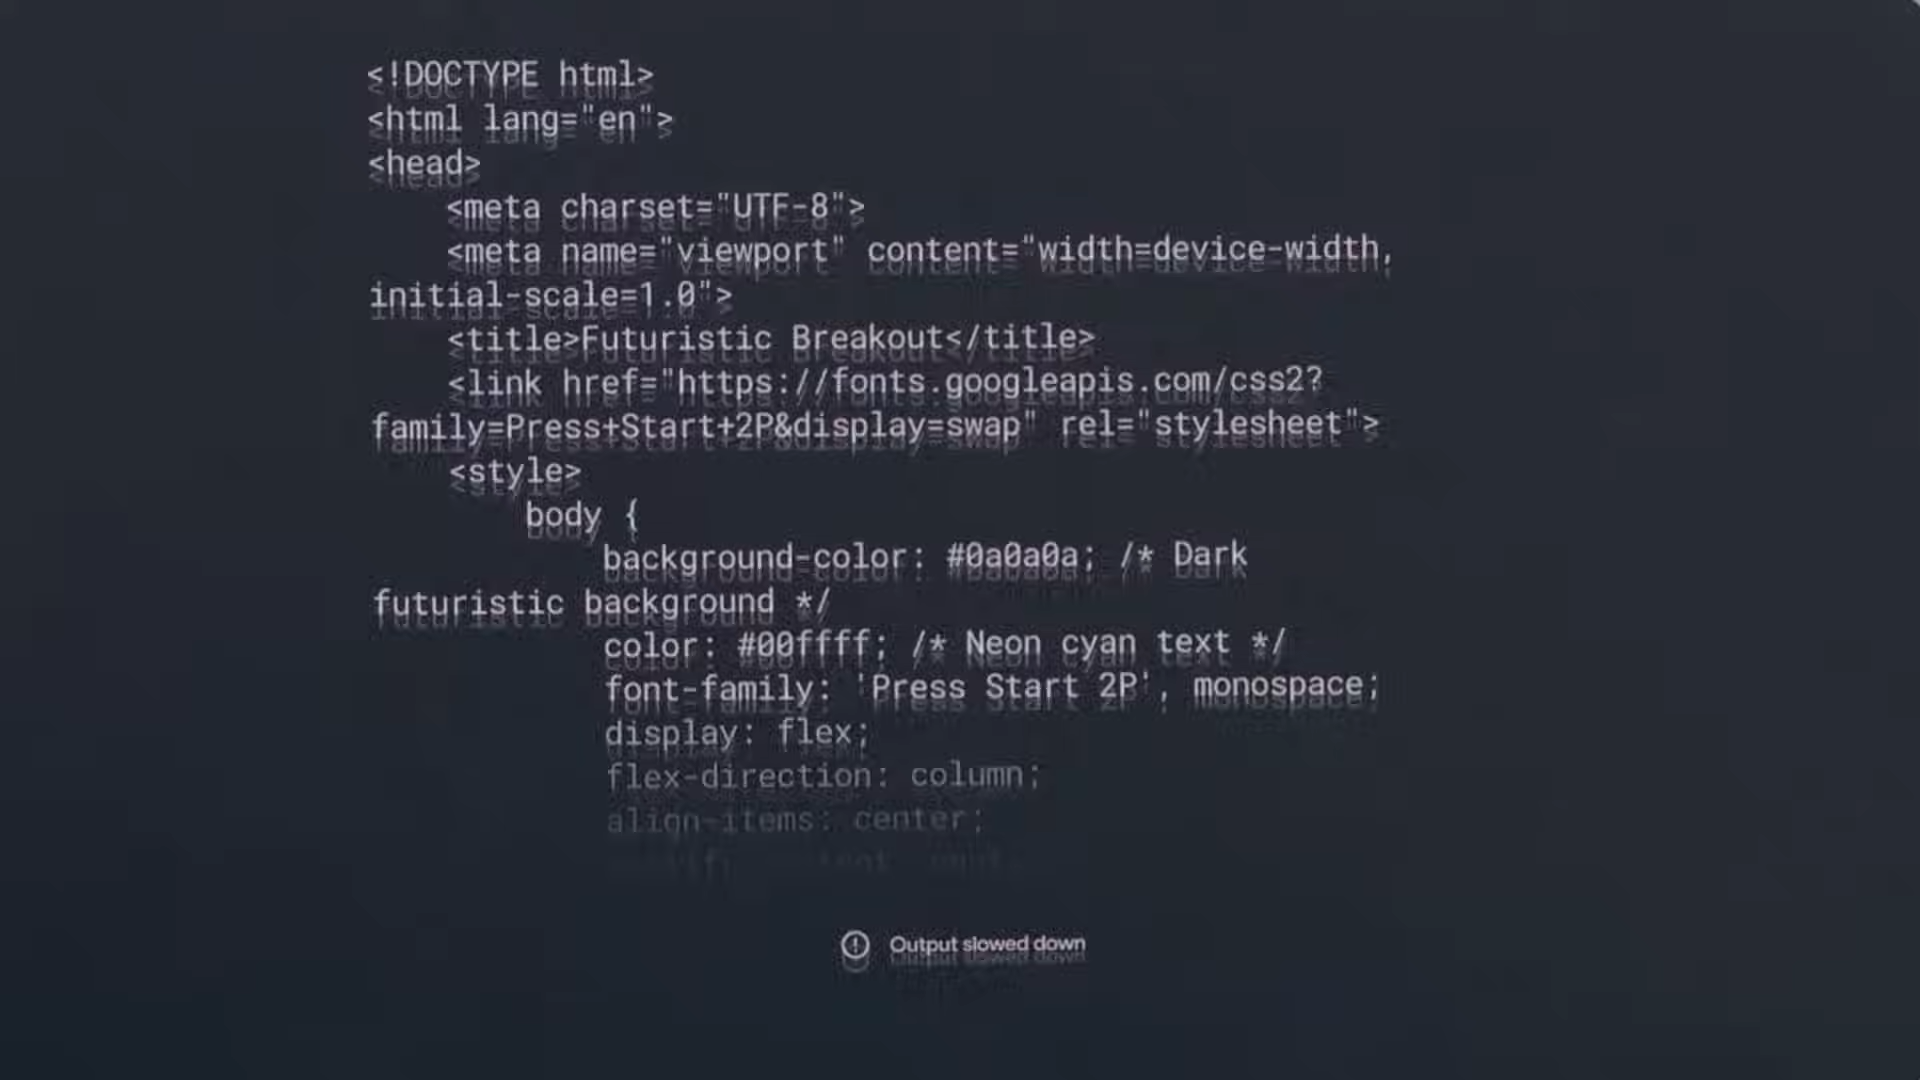 <!DOCTYPE html>
<html lang="en">
<head>
    <meta charset="UTF-8">
    <meta name="viewport" content="width=device-width,
initial-scale=1.0">
    <title>Futuristic Breakout</title>
    <link href="https://fonts.googleapis.com/css2?
family=Press+Start+2P&display=swap" rel="stylesheet">
    <style>
        body {
            background-color: #0a0a0a; /* Dark
futuristic background */
            color: #00ffff; /* Neon cyan text */
            font-family: 'Press Start 2P', monospace;
            display: flex;
            flex-direction: column;
            align-items: center;
Output slowed down